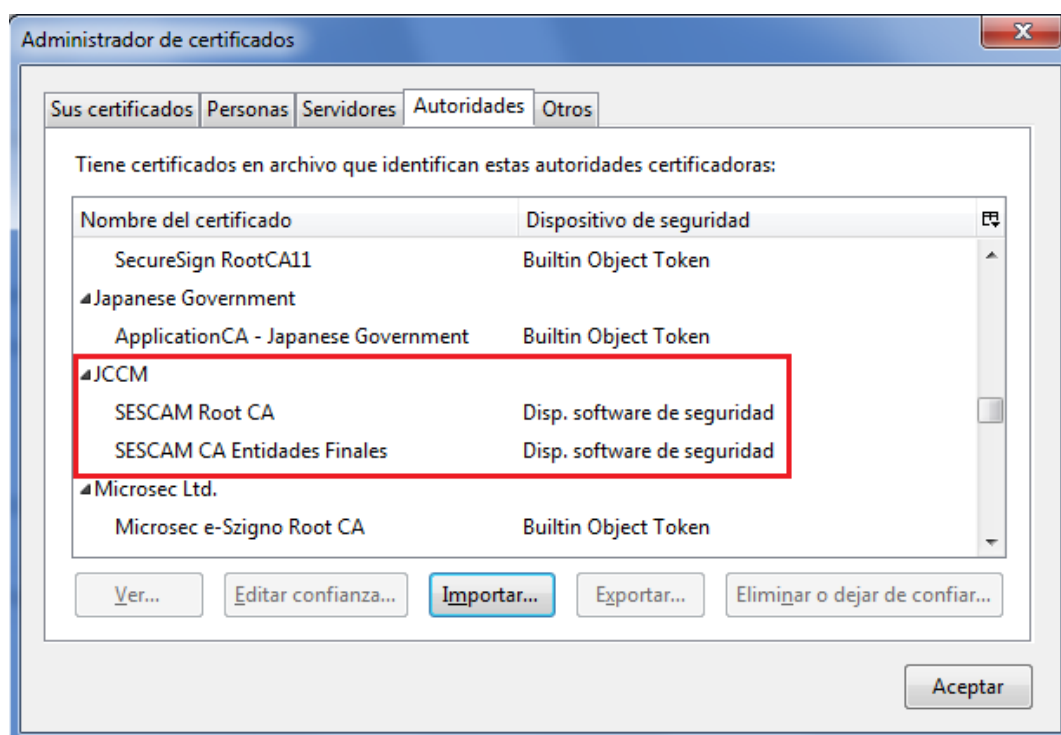 Administrador de certificados
Sus certificados Personas Servidores Autoridades Otros
Tiene certificados en archivo que identifican estas autoridades certificadoras:
Nombre del certificado Dispositivo de seguridad
SecureSign RootCA11 Builtin Object Token
Japanese Government
ApplicationCA - Japanese Government Builtin Object Token
JCCM
SESCAM Root CA Disp. software de seguridad
SESCAM CA Entidades Finales Disp. software de seguridad
Microsec Ltd.
Microsec e-Szigno Root CA Builtin Object Token
Ver... Editar confianza... Importar... Exportar... Eliminar o dejar de confiar...
Aceptar